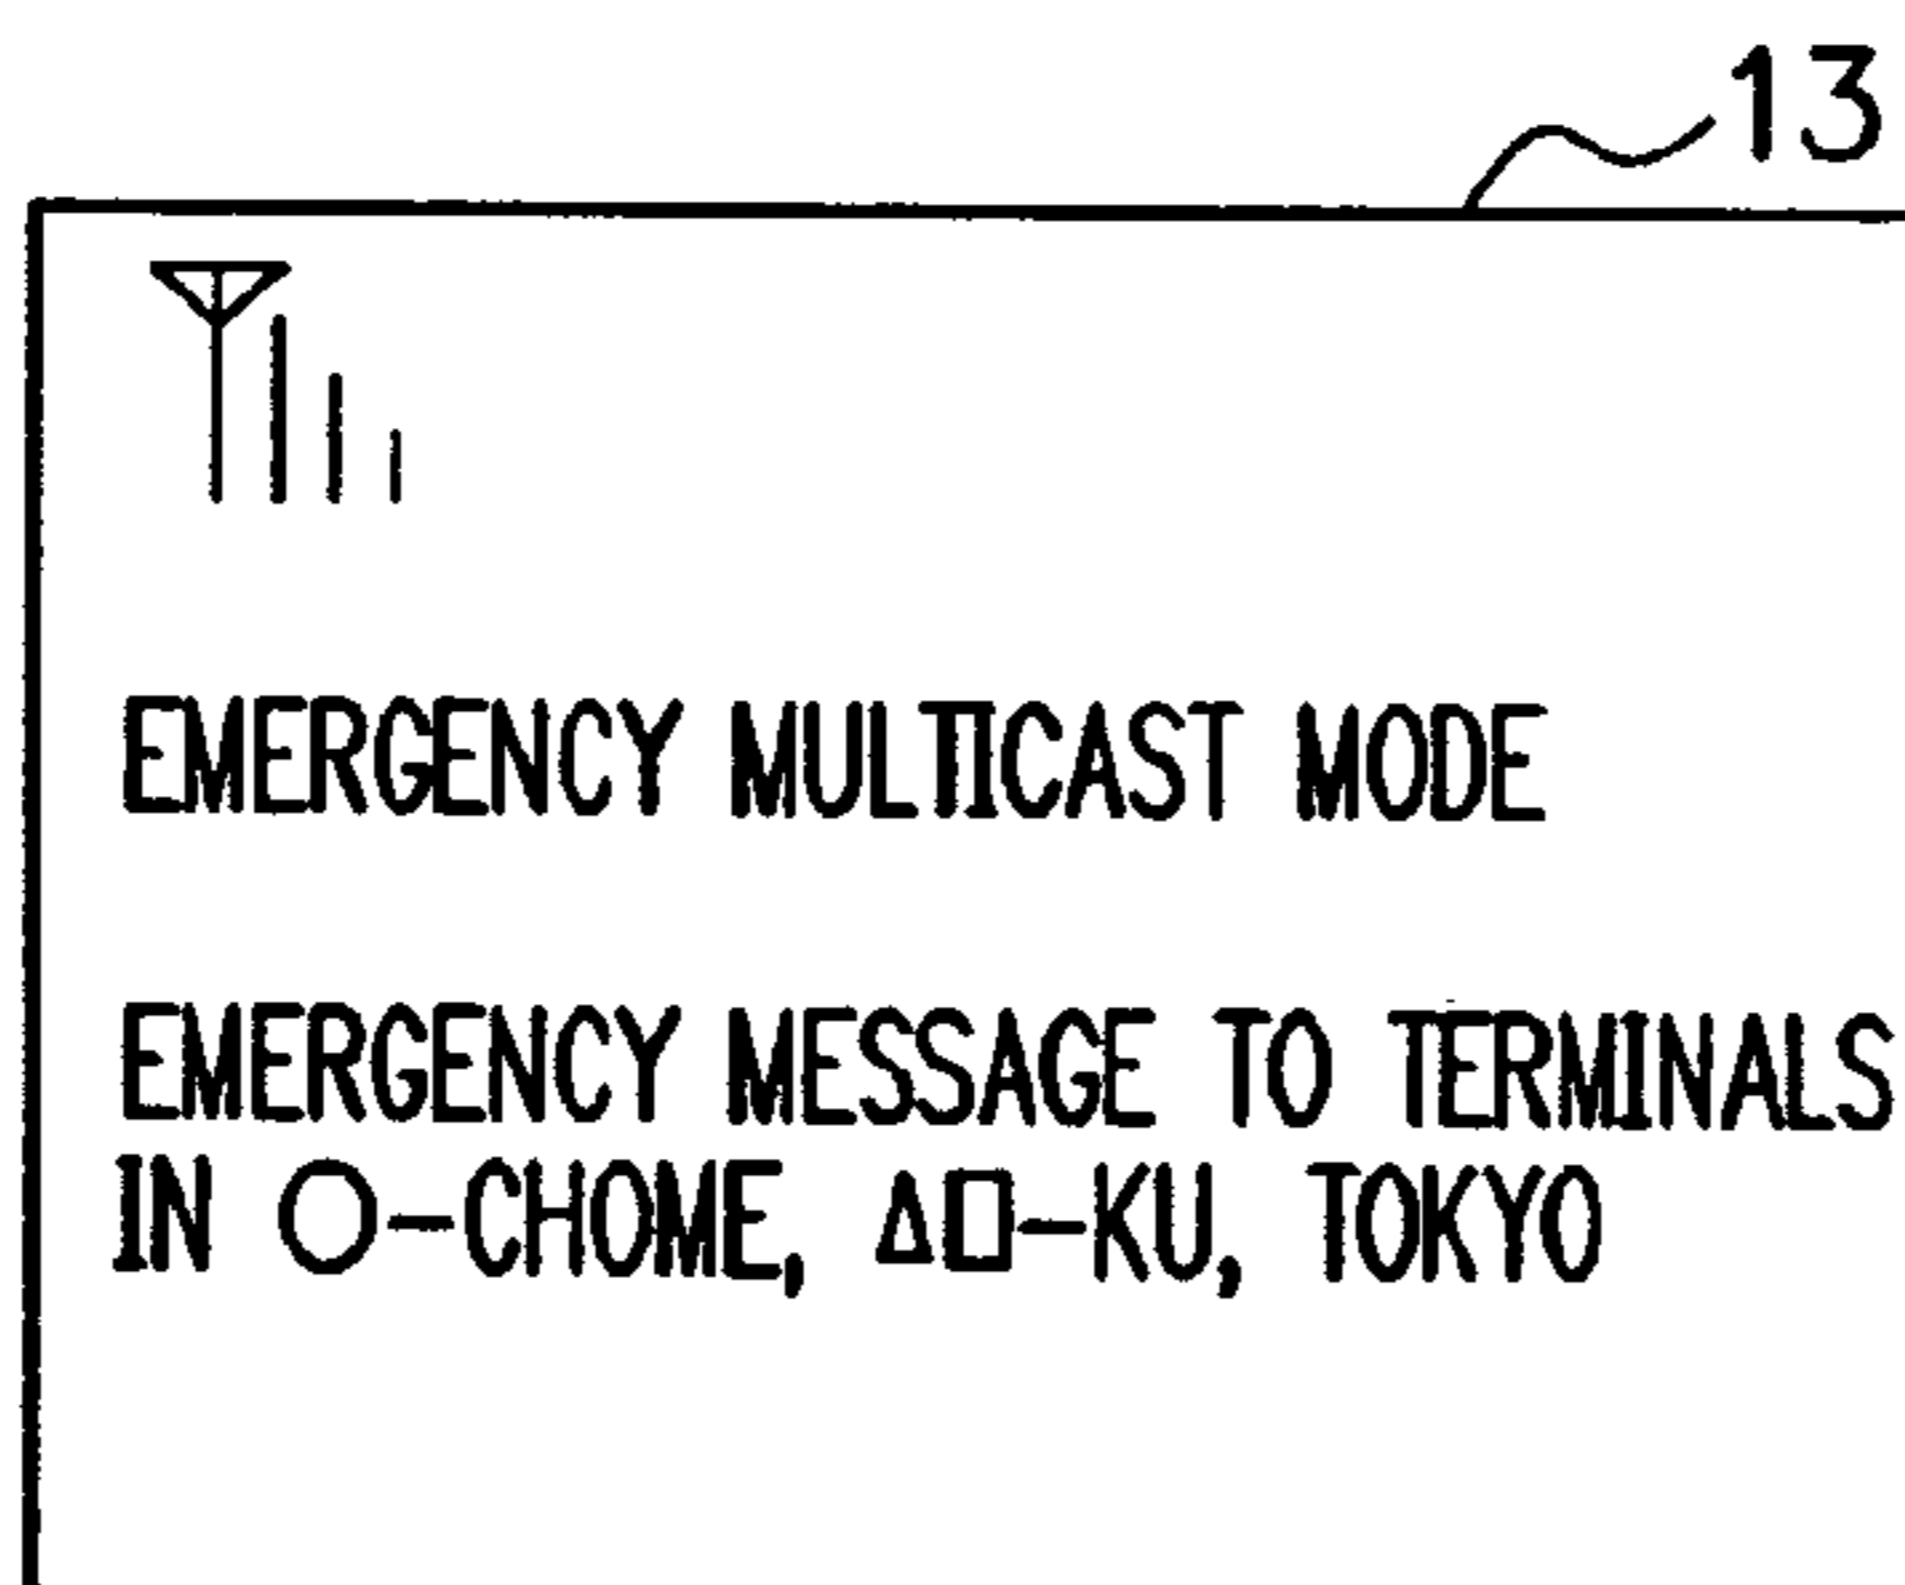 13
EMERGENCY MULTICAST MODE
EMERGENCY MESSAGE TO TERMINALS
IN ○-CHOME, △□-KU, TOKYO